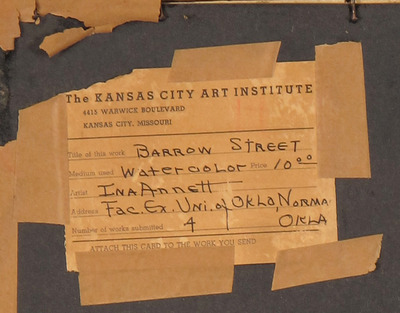 The KANSAS CITY ART INSTITUTE
4415 WARWICK BOULEVARD
KANSAS CITY, MISSOURI
Title of this work BARROW STREET
Medium used Watercolor Price 10.00
Artist Ina Annett
Address Fac. Ex. Uni. of Okla, Norma
Number of works submitted 4 Okla
ATTACH THIS CARD TO THE WORK YOU SEND